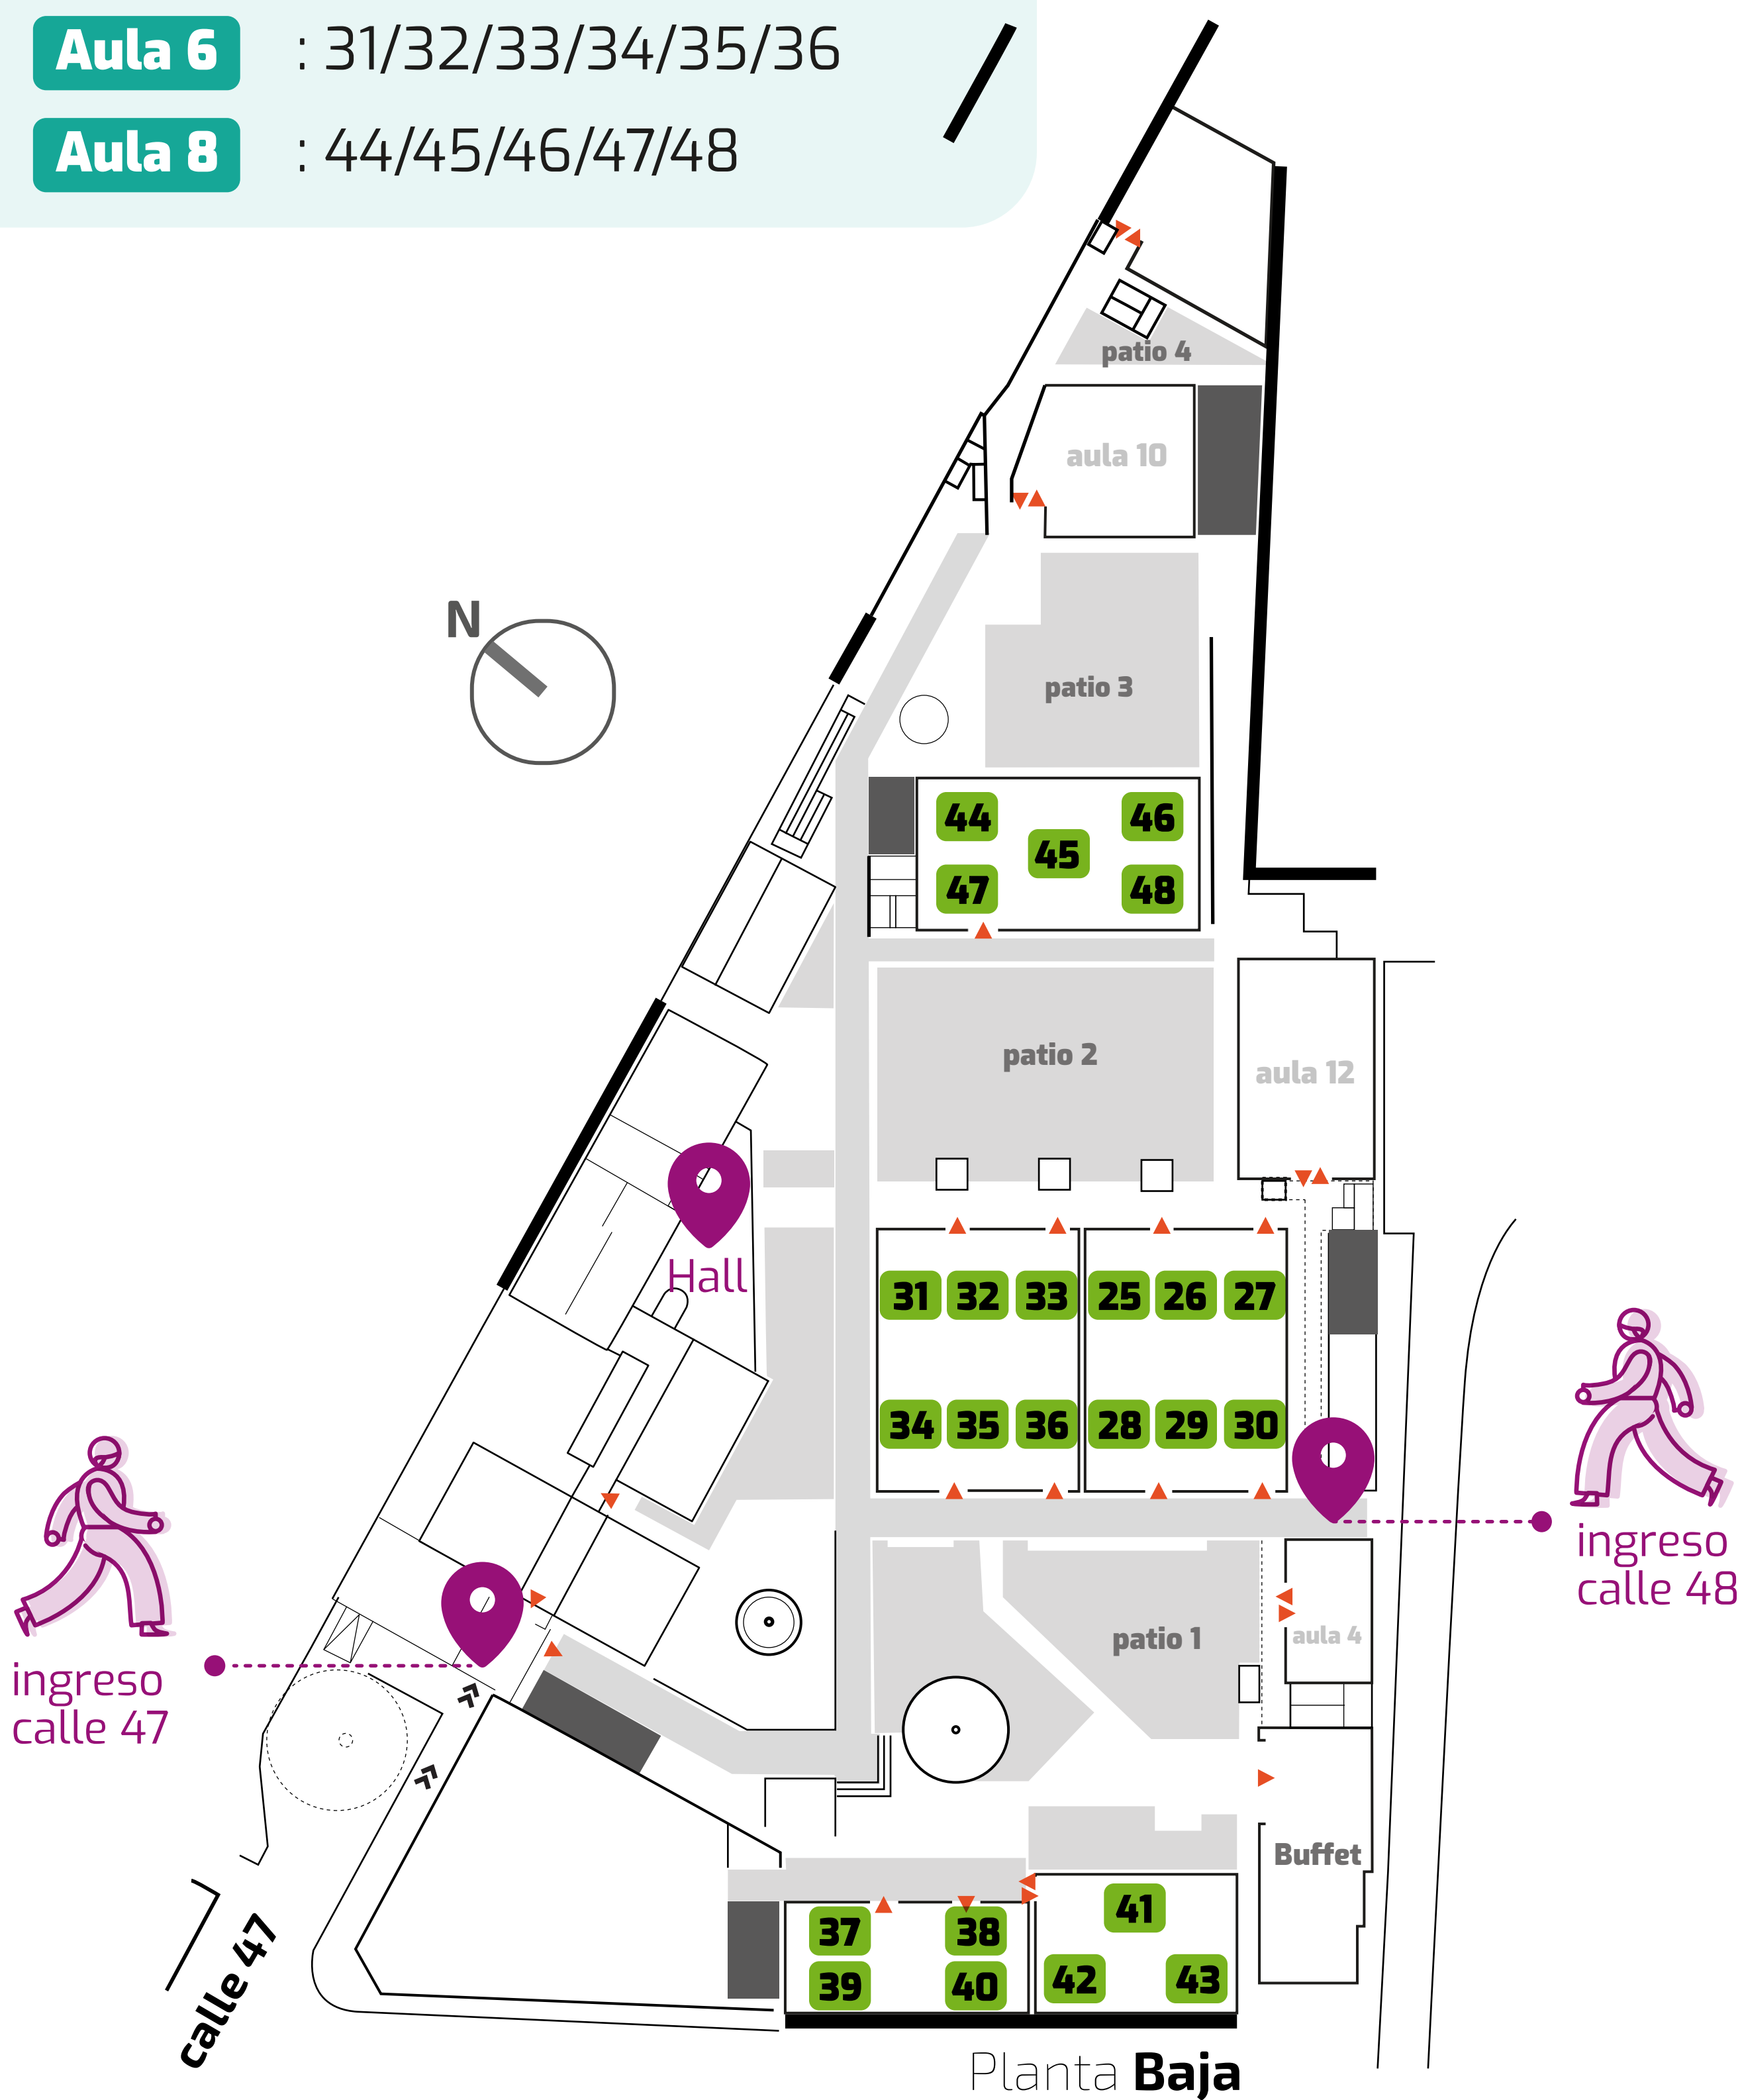 Aula 6 : 31/32/33/34/35/36
Aula 8 : 44/45/46/47/48
patio 4
aula 10
N
patio 3
44 46
45
47 48
patio 2
aula 12
Hall
31 32 33 25 26 27
34 35 36 28 29 30
ingreso
calle 48
ingreso
calle 47
patio 1
aula 4
Buffet
41
37 38
42 43
39 40
calle 47
Planta Baja